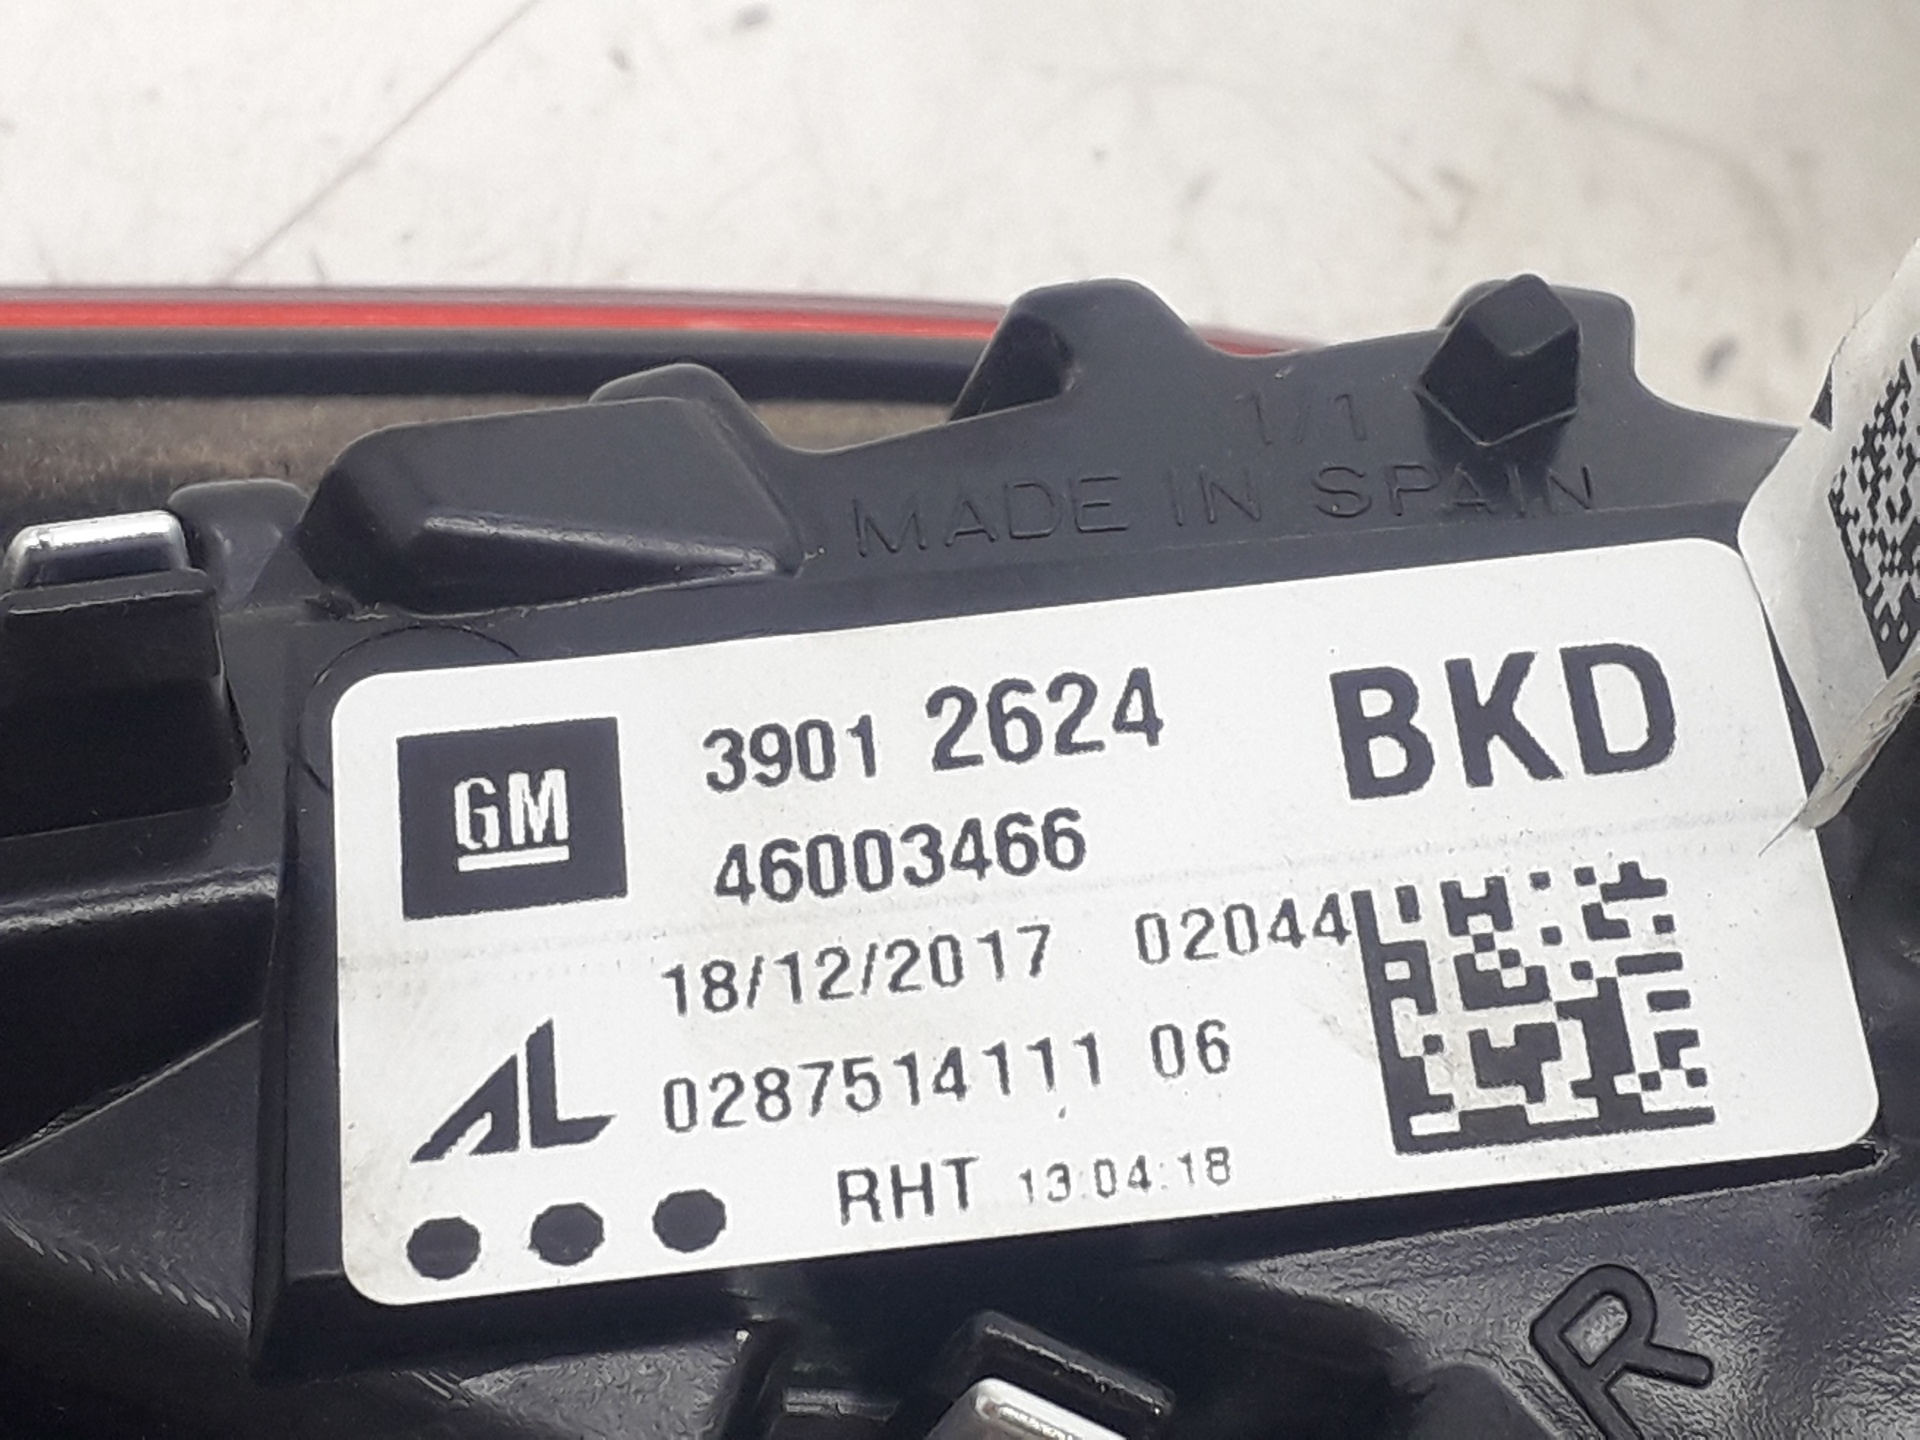 1/1
MADE IN SPAIN
GM
3901 2624
BKD
46003466
18/12/2017 02044
AL
0287514111 06
RHT 13:04:18
R